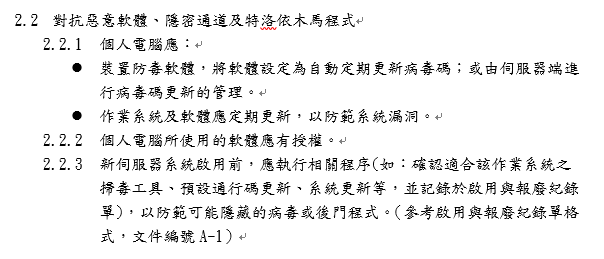 2.2 對抗惡意軟體、隱密通道及特洛依木馬程式
2.2.1 個人電腦應：
● 裝置防毒軟體，將軟體設定為自動定期更新病毒碼；或由伺服器端進
行病毒碼更新的管理。
● 作業系統及軟體應定期更新，以防範系統漏洞。
2.2.2 個人電腦所使用的軟體應有授權。
2.2.3 新伺服器系統啟用前，應執行相關程序(如：確認適合該作業系統之
掃毒工具、預設通行碼更新、系統更新等，並記錄於啟用與報廢紀錄
單)，以防範可能隱藏的病毒或後門程式。(參考啟用與報廢紀錄單格
式，文件編號 A-1)